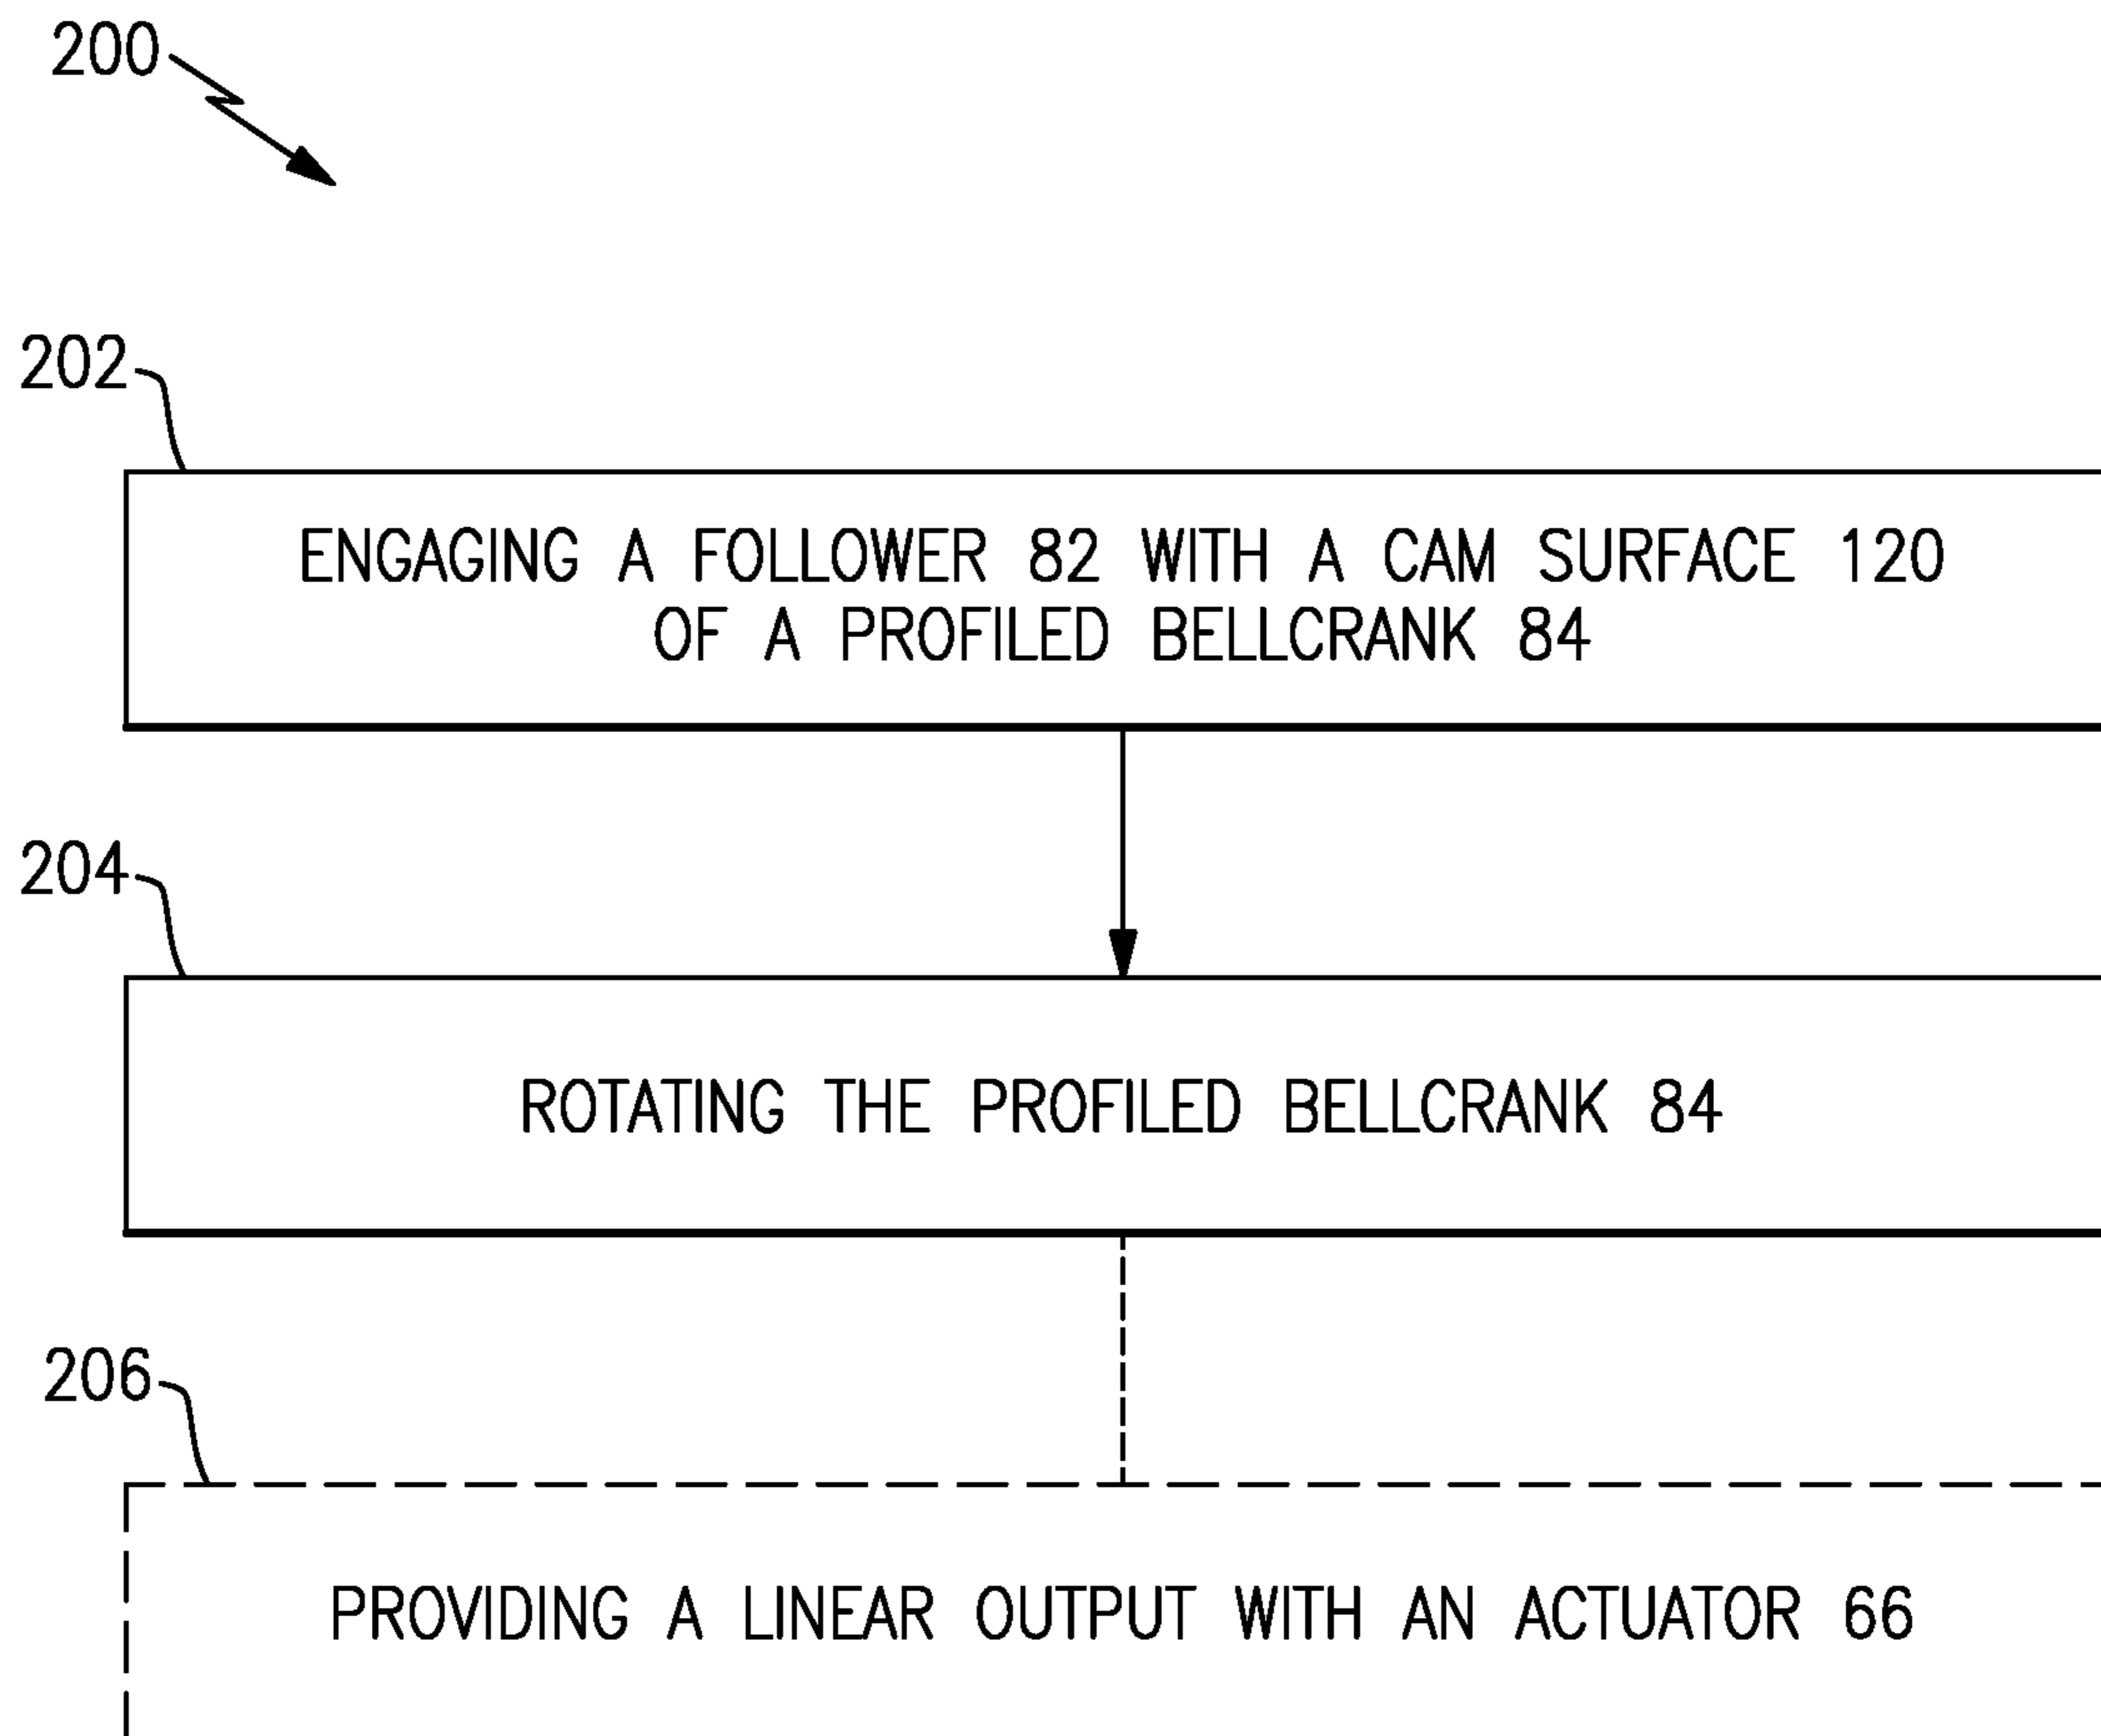 200
202
ENGAGING A FOLLOWER 82 WITH A CAM SURFACE 120
OF A PROFILED BELLCRANK 84
204
ROTATING THE PROFILED BELLCRANK 84
206
PROVIDING A LINEAR OUTPUT WITH AN ACTUATOR 66